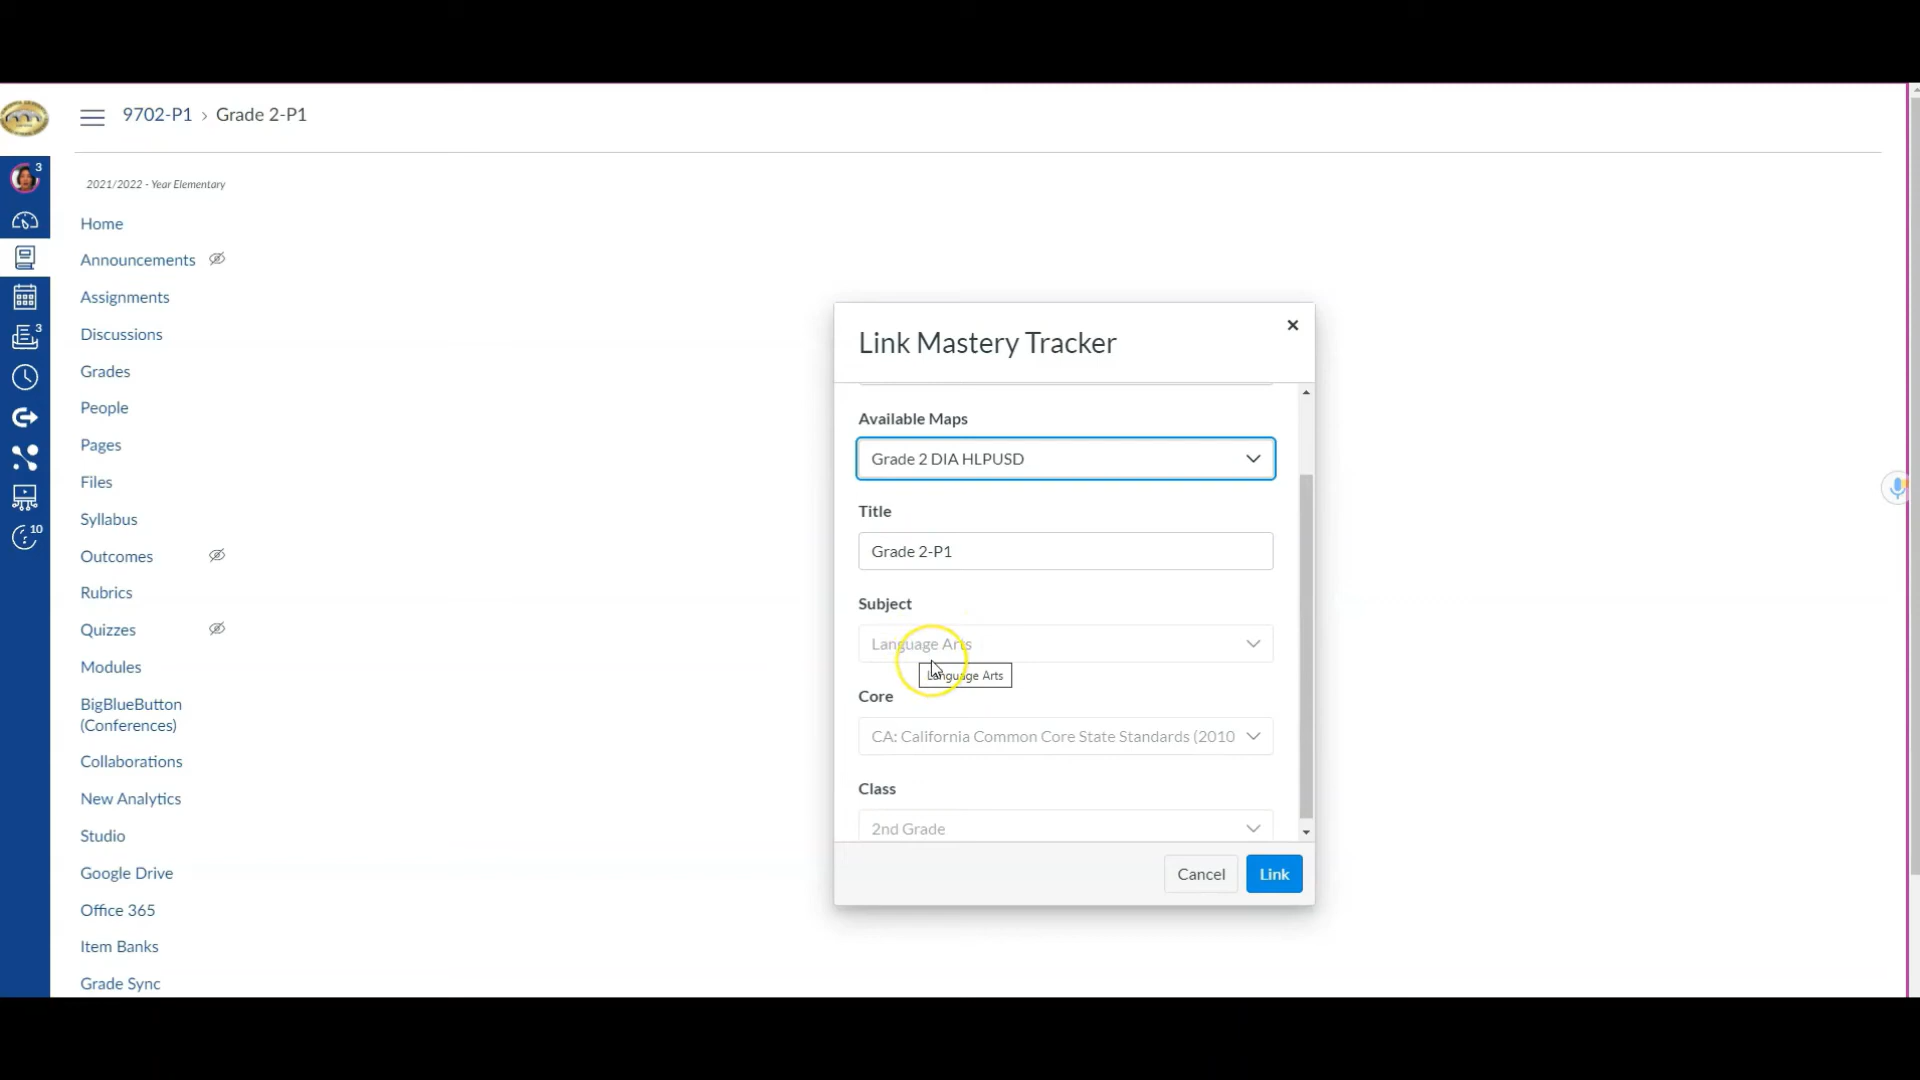 9702-P1 › Grade 2-P1
2021/2022 - Year Elementary
3
Home
Announcements
Assignments
3
Discussions
Grades
People
Pages
Files
Syllabus
10
Outcomes
Rubrics
Quizzes
Modules
BigBlueButton
(Conferences)
Collaborations
New Analytics
Studio
Google Drive
Office 365
Item Banks
Grade Sync
Link Mastery Tracker
Available Maps
Grade 2 DIA HLPUSD
Title
Grade 2-P1
Subject
Language Arts
Language Arts
Core
CA: California Common Core State Standards (2010
Class
2nd Grade
Cancel
Link